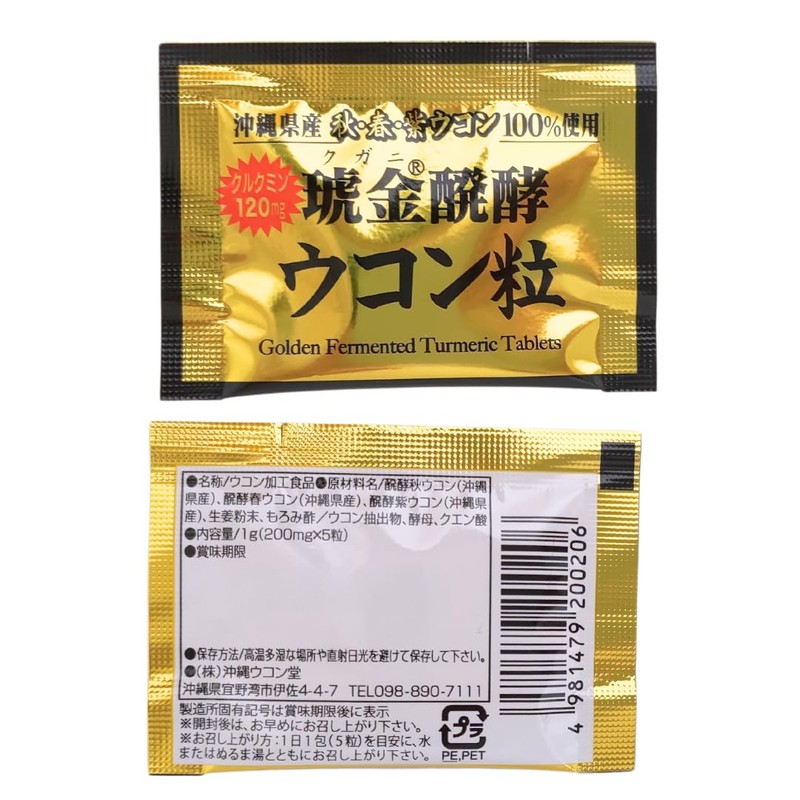 沖縄県産 秋・春・紫ウコン100%使用
クガニ
クルクミン
120mg
琥金®醗酵
ウコン粒
Golden Fermented Turmeric Tablets
●名称/ウコン加工食品●原材料名/醗酵秋ウコン(沖縄
県産)、醗酵春ウコン(沖縄県産)、醗酵紫ウコン(沖縄県
産)、生姜粉末、もろみ酢/ウコン抽出物、酵母、クエン酸
●内容量/1g(200mg×5粒)
●賞味期限
●保存方法/高温多湿な場所や直射日光を避けて保存して下さい。
●(株)沖縄ウコン堂
沖縄県宜野湾市伊佐4-4-7 TEL098-890-7111
製造所固有記号は賞味期限後に表示
※開封後は、お早めにお召し上がり下さい。
※お召し上がり方:1日1包(5粒)を目安に、水
またはぬるま湯とともにお召し上がり下さい。
プラ
PE,PET
4 981479 200206